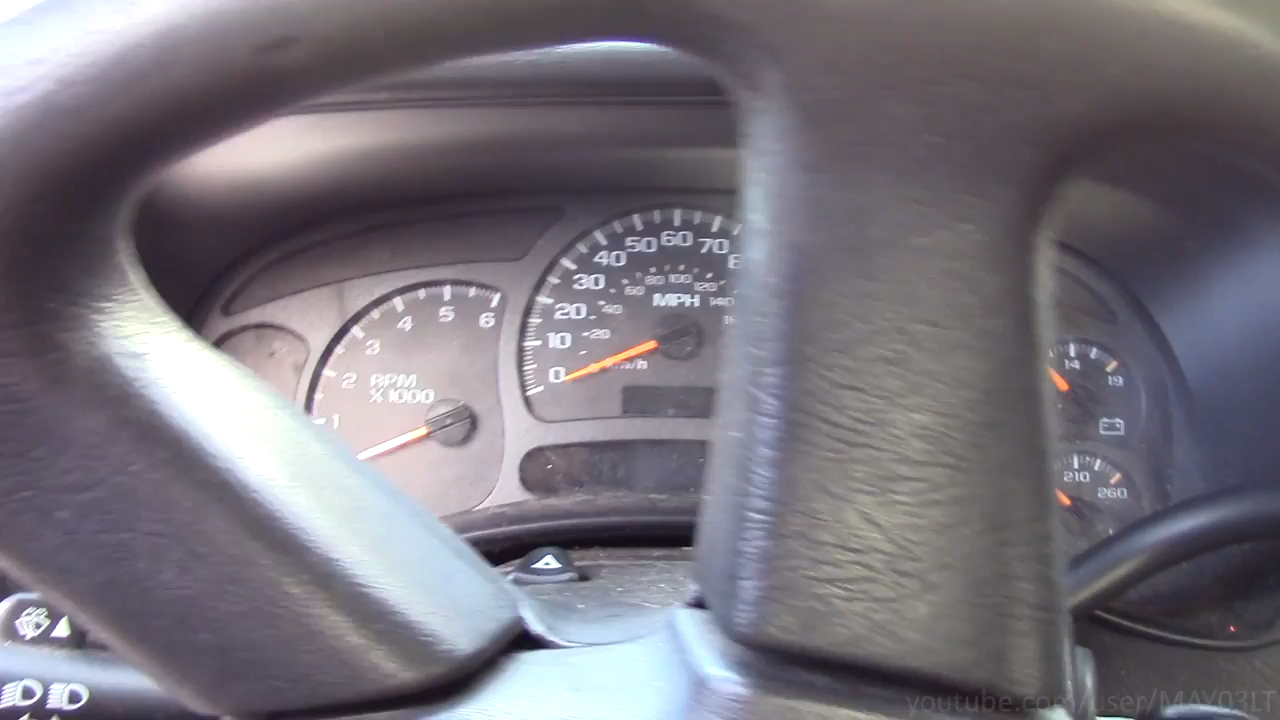 0 10 20 30 40 50 60 70
20 40 60 80 100 120 140
MPH
km/h
1 2 3 4 5 6
RPM
X1000
14 19
210 260
youtube.com/user/MAY03LT